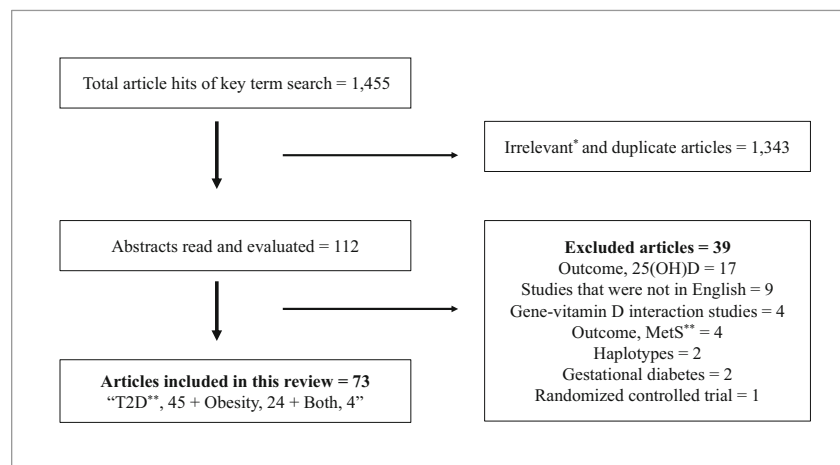 Total article hits of key term search = 1,455
Irrelevant* and duplicate articles = 1,343
Abstracts read and evaluated = 112
Excluded articles = 39
Outcome, 25(OH)D = 17
Studies that were not in English = 9
Gene-vitamin D interaction studies = 4
Outcome, MetS** = 4
Haplotypes = 2
Gestational diabetes = 2
Randomized controlled trial = 1
Articles included in this review = 73
“T2D**, 45 + Obesity, 24 + Both, 4”